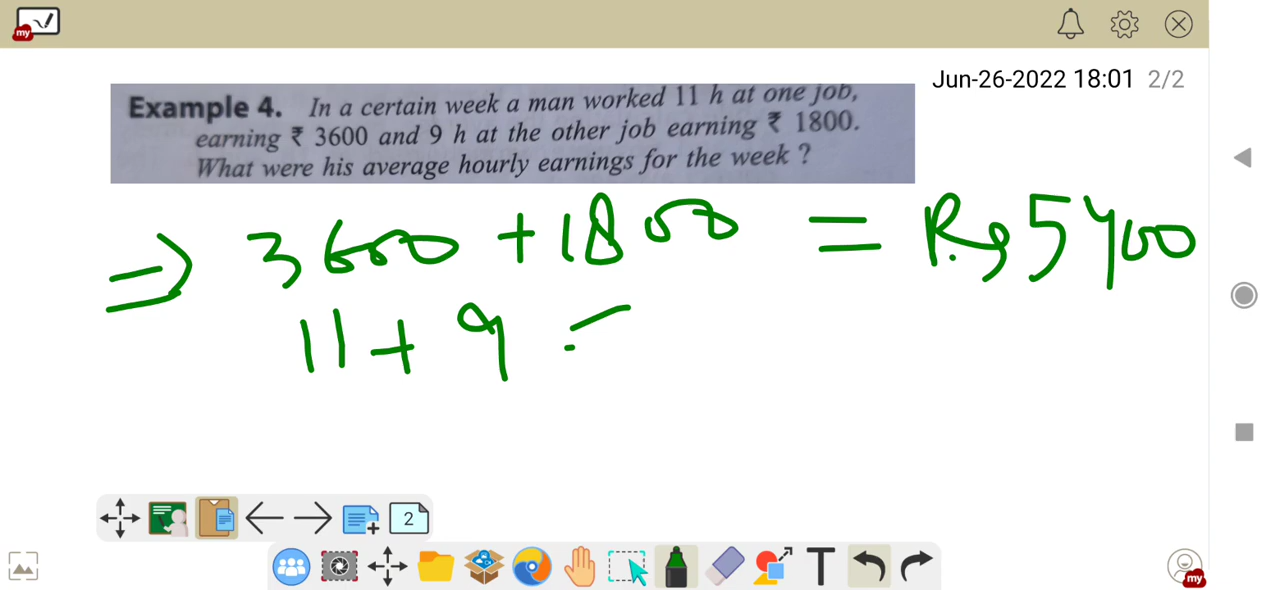 my
Jun-26-2022 18:01 2/2
Example 4. In a certain week a man worked 11 h at one job,
earning ₹ 3600 and 9 h at the other job earning ₹ 1800.
What were his average hourly earnings for the week ?
⇒ 3600 + 1800 = Rs 5400
11 + 9 =
2
T
my